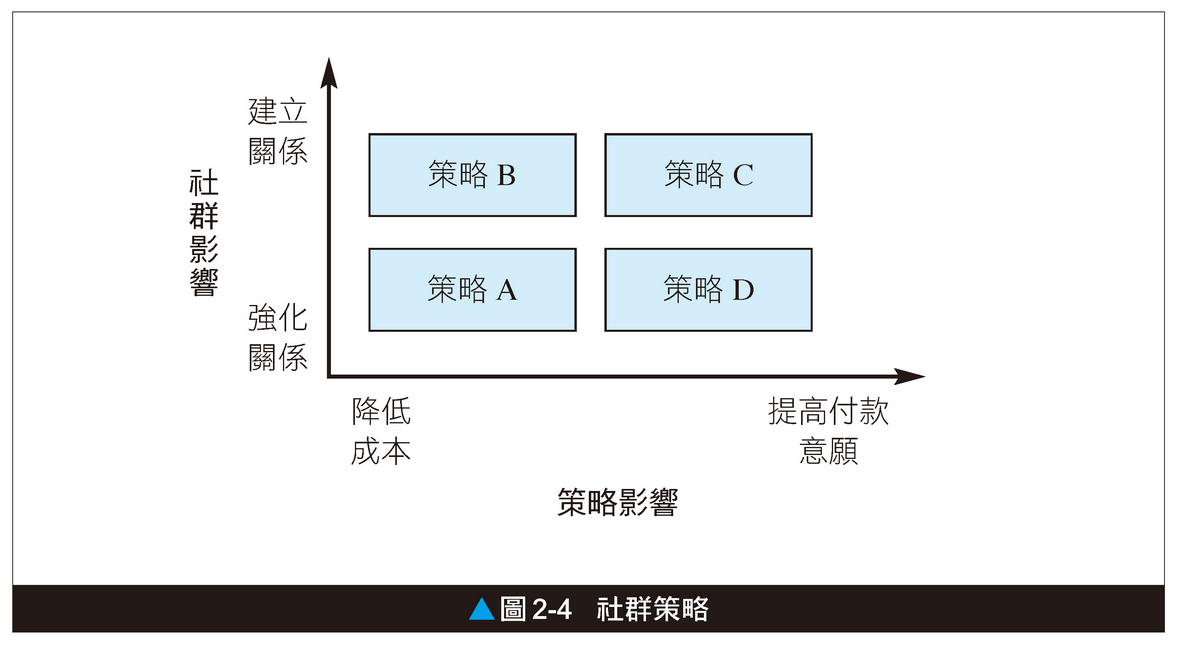 建立
關係
社群影響
強化
關係
策略 B
策略 C
策略 A
策略 D
降低
成本
提高付款
意願
策略影響
▲圖 2-4 社群策略